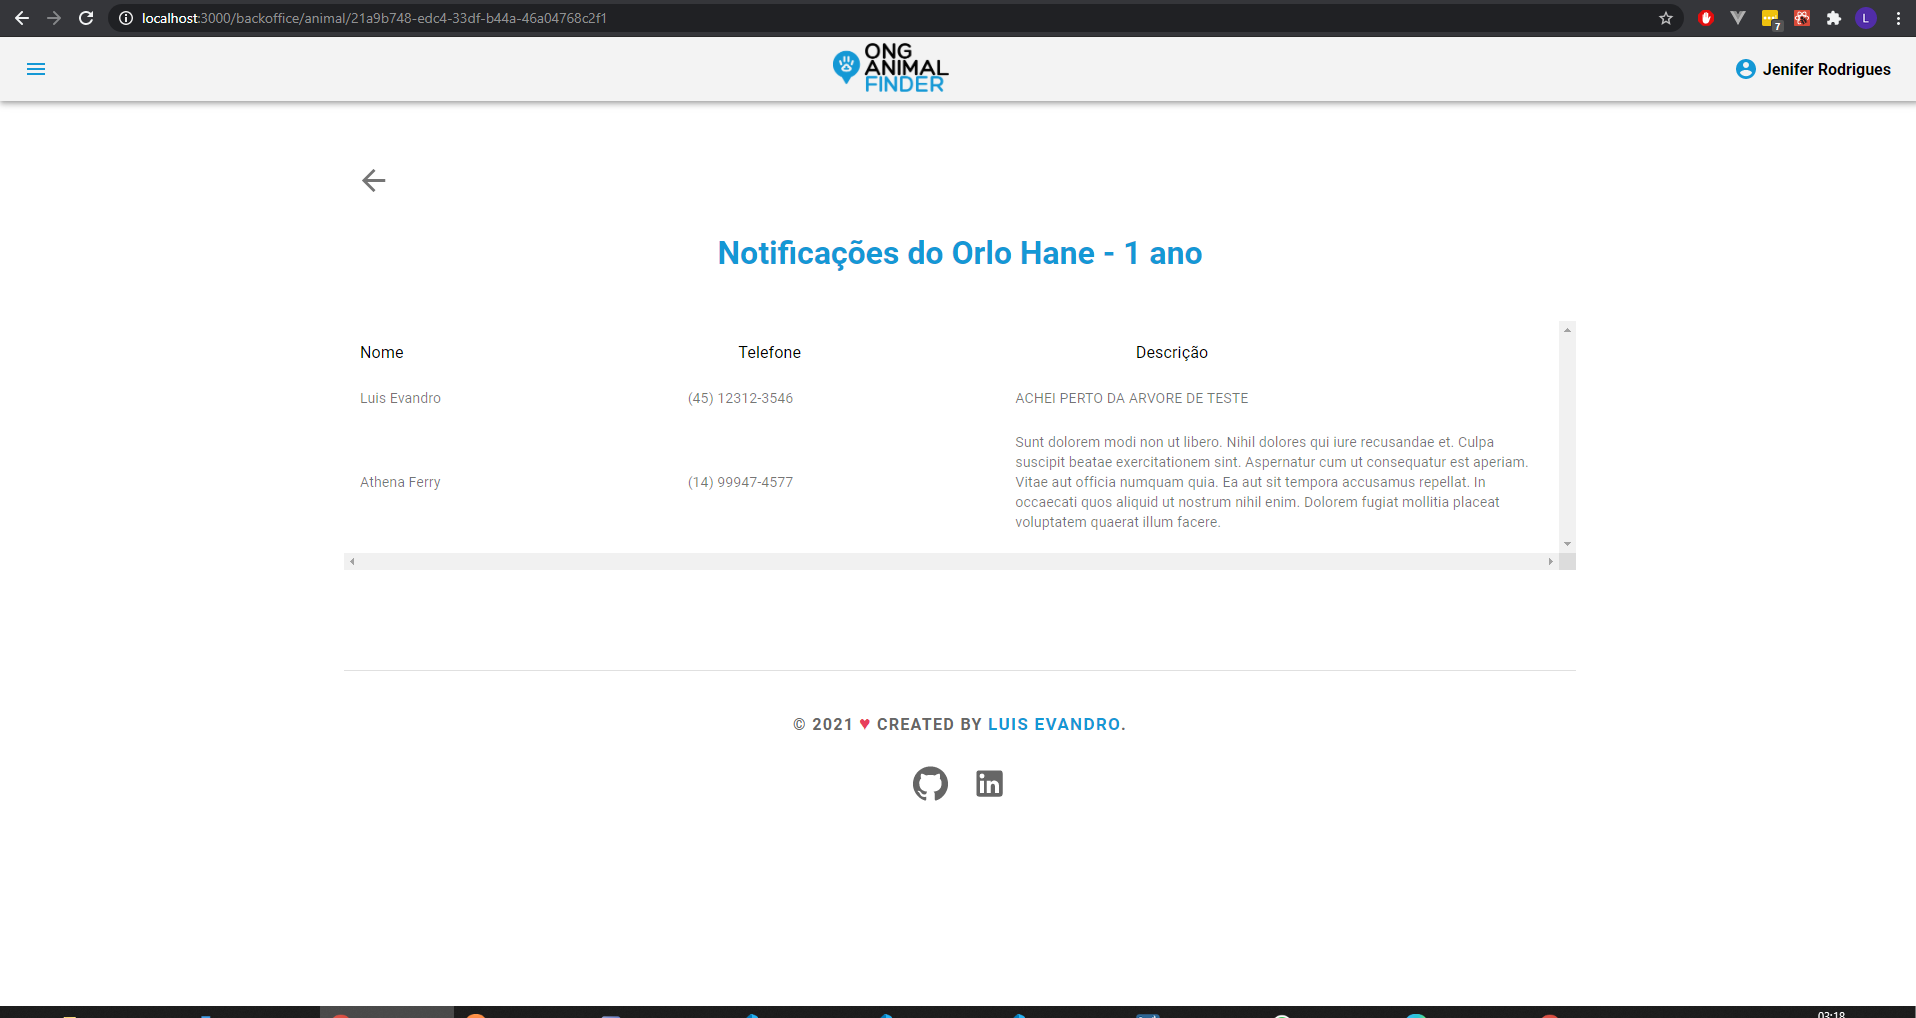 localhost:3000/backoffice/animal/21a9b748-edc4-33df-b44a-46a04768c2f1
7
L
ONG
ANIMAL
FINDER
Jenifer Rodrigues
Notificações do Orlo Hane - 1 ano
Nome Telefone Descrição
Luis Evandro (45) 12312-3546 ACHEI PERTO DA ARVORE DE TESTE
Sunt dolorem modi non ut libero. Nihil dolores qui iure recusandae et. Culpa
suscipit beatae exercitationem sint. Aspernatur cum ut consequatur est aperiam.
Athena Ferry (14) 99947-4577 Vitae aut officia numquam quia. Ea aut sit tempora accusamus repellat. In
occaecati quos aliquid ut nostrum nihil enim. Dolorem fugiat mollitia placeat
voluptatem quaerat illum facere.
© 2021 ♥ CREATED BY LUIS EVANDRO.
in
03:18